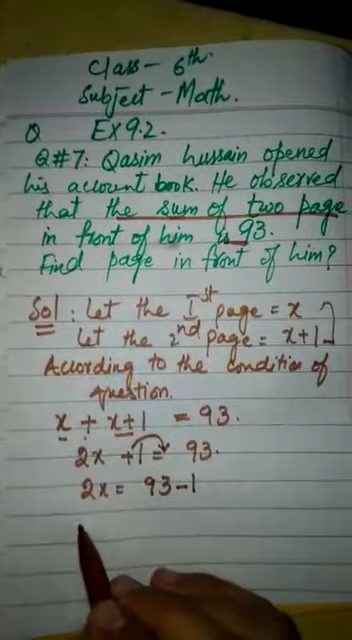 Class - 6th.
Subject - Math.
Q Ex 9.2.
Q#7: Qasim hussain opened
his account book. He observed
that the sum of two page
in front of him is 93.
Find page in front of him?
Sol: Let the 1st page = x
Let the 2nd page = x+1
According to the condition of
question.
x + x+1 = 93.
2x +1 = 93.
2x = 93-1